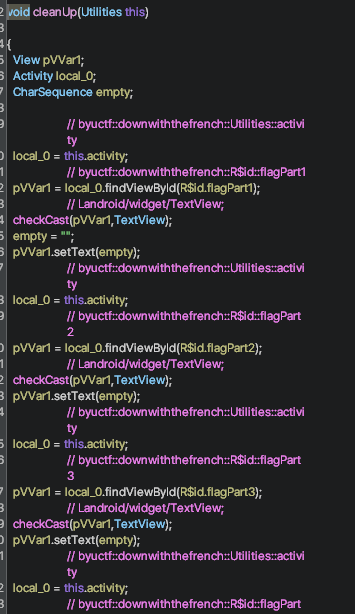 2 void cleanUp(Utilities this)
3
4 {
5 View pVVar1;
6 Activity local_0;
7 CharSequence empty;
8
9 // byuctf::downwiththefrench::Utilities::activi
ty
0 local_0 = this.activity;
1 // byuctf::downwiththefrench::R$id::flagPart1
2 pVVar1 = local_0.findViewById(R$id.flagPart1);
3 // Landroid/widget/TextView;
4 checkCast(pVVar1,TextView);
5 empty = "";
6 pVVar1.setText(empty);
7 // byuctf::downwiththefrench::Utilities::activi
ty
8 local_0 = this.activity;
9 // byuctf::downwiththefrench::R$id::flagPart
2
0 pVVar1 = local_0.findViewById(R$id.flagPart2);
1 // Landroid/widget/TextView;
2 checkCast(pVVar1,TextView);
3 pVVar1.setText(empty);
4 // byuctf::downwiththefrench::Utilities::activi
ty
5 local_0 = this.activity;
6 // byuctf::downwiththefrench::R$id::flagPart
3
7 pVVar1 = local_0.findViewById(R$id.flagPart3);
8 // Landroid/widget/TextView;
9 checkCast(pVVar1,TextView);
0 pVVar1.setText(empty);
1 // byuctf::downwiththefrench::Utilities::activi
ty
2 local_0 = this.activity;
3 // byuctf::downwiththefrench::R$id::flagPart